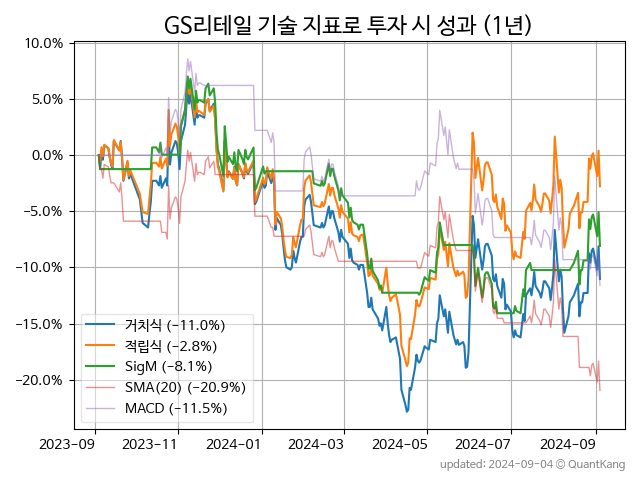 GS리테일 기술 지표로 투자 시 성과 (1년)
10.0%
5.0%
0.0%
−5.0%
−10.0%
−15.0%
−20.0%
거치식 (−11.0%)
적립식 (−2.8%)
SigM (−8.1%)
SMA(20) (−20.9%)
MACD (−11.5%)
2023−09 2023−11 2024−01 2024−03 2024−05 2024−07 2024−09
updated: 2024−09−04 © QuantKang